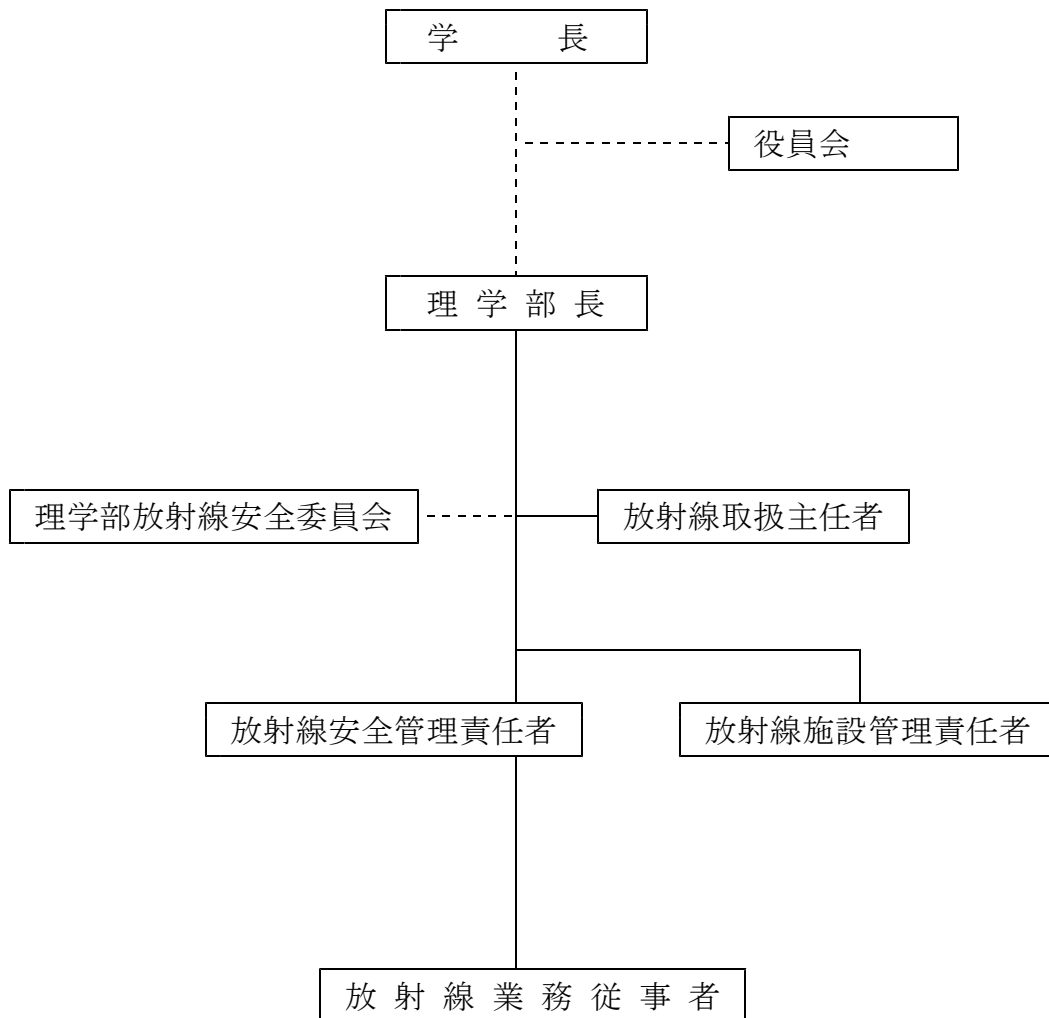 学　　長
役員会
理 学 部 長
理学部放射線安全委員会
放射線取扱主任者
放射線安全管理責任者
放射線施設管理責任者
放 射 線 業 務 従 事 者